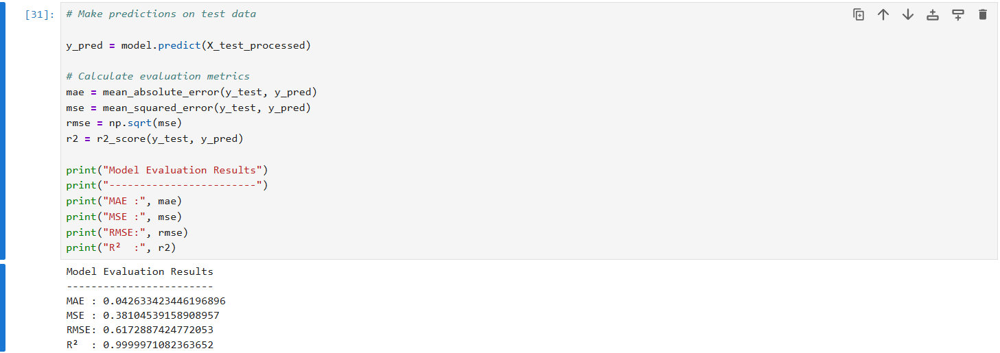 [31]: # Make predictions on test data
y_pred = model.predict(X_test_processed)
# Calculate evaluation metrics
mae = mean_absolute_error(y_test, y_pred)
mse = mean_squared_error(y_test, y_pred)
rmse = np.sqrt(mse)
r2 = r2_score(y_test, y_pred)
print("Model Evaluation Results")
print("------------------------")
print("MAE :", mae)
print("MSE :", mse)
print("RMSE:", rmse)
print("R²  :", r2)
Model Evaluation Results
------------------------
MAE : 0.042633423446196896
MSE : 0.38104539158908957
RMSE: 0.6172887424772053
R²  : 0.9999971082363652